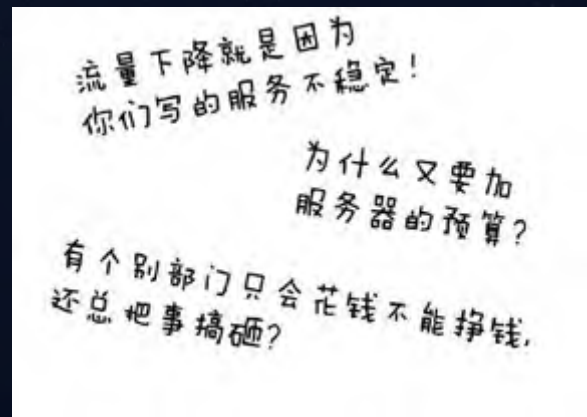 流量下降就是因为
你们写的服务不稳定！
为什么又要加
服务器的预算？
有个别部门只会花钱不能挣钱，
还总把事搞砸？